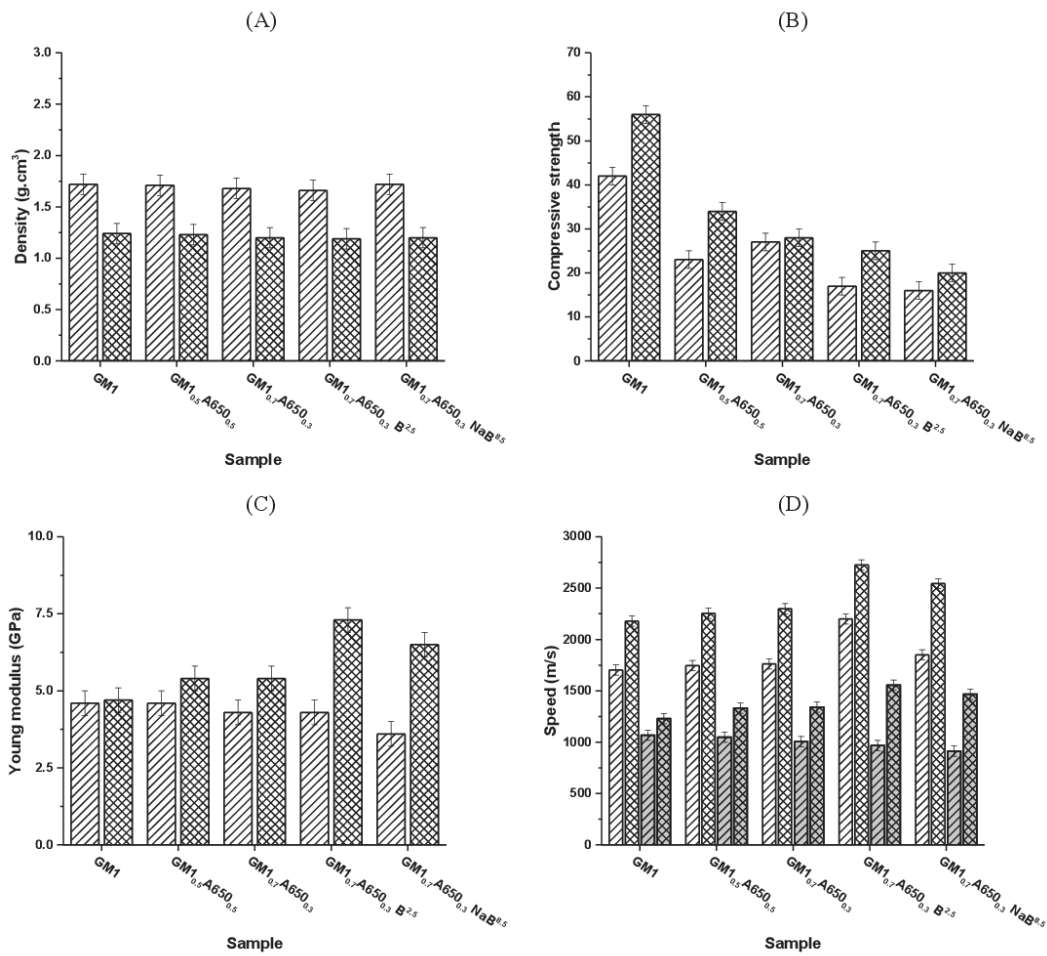 (A)
3.0
2.5
2.0
1.5
1.0
0.5
0.0
Density (g.cm³)
GM1
GM1₀.₅A650₀.₅
GM1₀.₇A650₀.₃
GM1₀.₇A650₀.₃ B²·⁵
GM1₀.₇A650₀.₃ NaB⁸·⁵
Sample
(B)
70
60
50
40
30
20
10
0
Compressive strength
GM1
GM1₀.₅A650₀.₅
GM1₀.₇A650₀.₃
GM1₀.₇A650₀.₃ B²·⁵
GM1₀.₇A650₀.₃ NaB⁸·⁵
Sample
(C)
10.0
7.5
5.0
2.5
0.0
Young modulus (GPa)
GM1
GM1₀.₅A650₀.₅
GM1₀.₇A650₀.₃
GM1₀.₇A650₀.₃ B²·⁵
GM1₀.₇A650₀.₃ NaB⁸·⁵
Sample
(D)
3000
2500
2000
1500
1000
500
0
Speed (m/s)
GM1
GM1₀.₅A650₀.₅
GM1₀.₇A650₀.₃
GM1₀.₇A650₀.₃ B²·⁵
GM1₀.₇A650₀.₃ NaB⁸·⁵
Sample